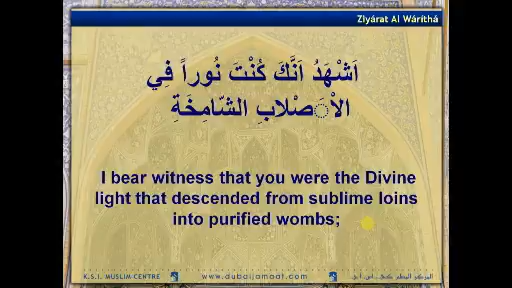 Ziyárat Al Wárithá
اَشْهَدُ اَنَّكَ كُنْتَ نُوراً فِي
الْاَصْلابِ الشّامِخَةِ
I bear witness that you were the Divine
light that descended from sublime loins
into purified wombs;
K.S.I. MUSLIM CENTRE www.dubaijamaat.com